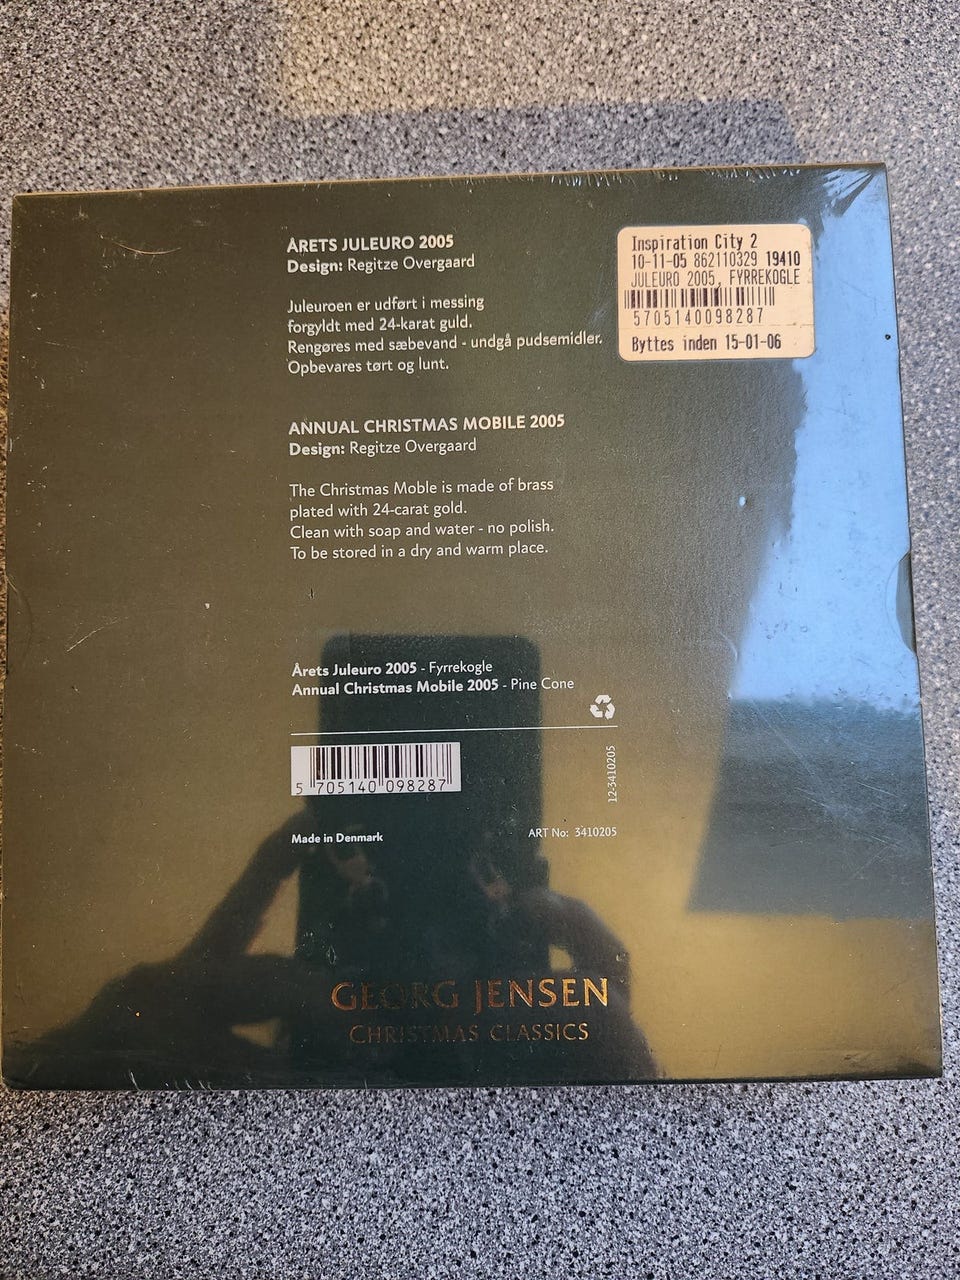 ÅRETS JULEURO 2005
Design: Regitze Overgaard
Juleuroen er udført i messing
forgyldt med 24-karat guld.
Rengøres med sæbevand - undgå pudsemidler.
Opbevares tørt og lunt.
Inspiration City 2
10-11-05 862110329 19410
JULEURO 2005, FYRREKOGLE
5705140098287
Byttes inden 15-01-06
ANNUAL CHRISTMAS MOBILE 2005
Design: Regitze Overgaard
The Christmas Moble is made of brass
plated with 24-carat gold.
Clean with soap and water - no polish.
To be stored in a dry and warm place.
Årets Juleuro 2005 - Fyrrekogle
Annual Christmas Mobile 2005 - Pine Cone
5 705140 098287
12-3410205
Made in Denmark
ART No: 3410205
GEORG JENSEN
CHRISTMAS CLASSICS